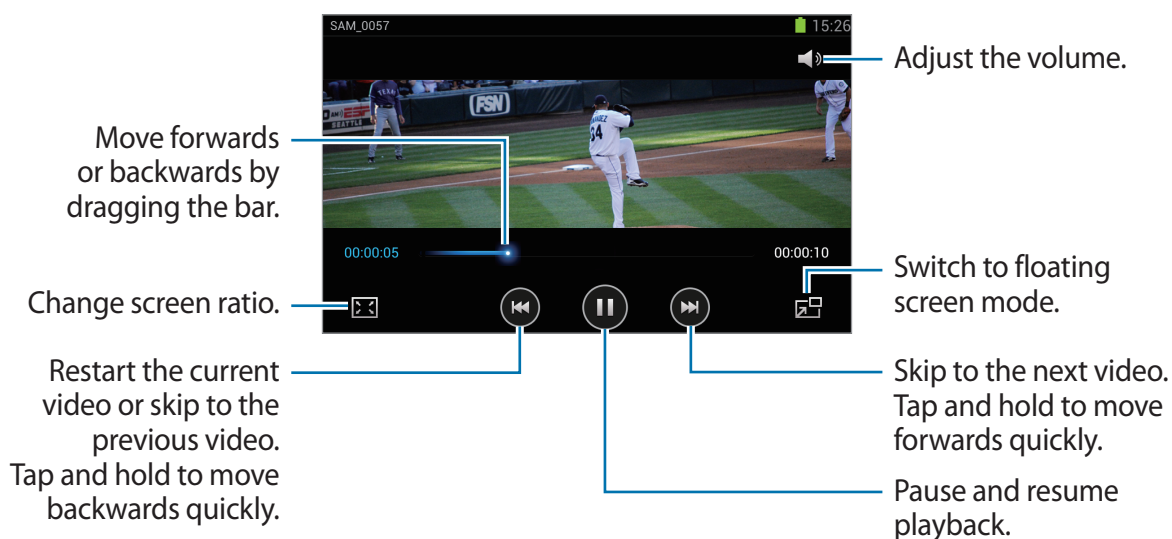 SAM_0057
15:26
Adjust the volume.
FSN
TEXA
SEATTLE
34
Move forwards
or backwards by
dragging the bar.
00:00:05
00:00:10
Switch to floating
screen mode.
Change screen ratio.
Restart the current
video or skip to the
previous video.
Tap and hold to move
backwards quickly.
Skip to the next video.
Tap and hold to move
forwards quickly.
Pause and resume
playback.